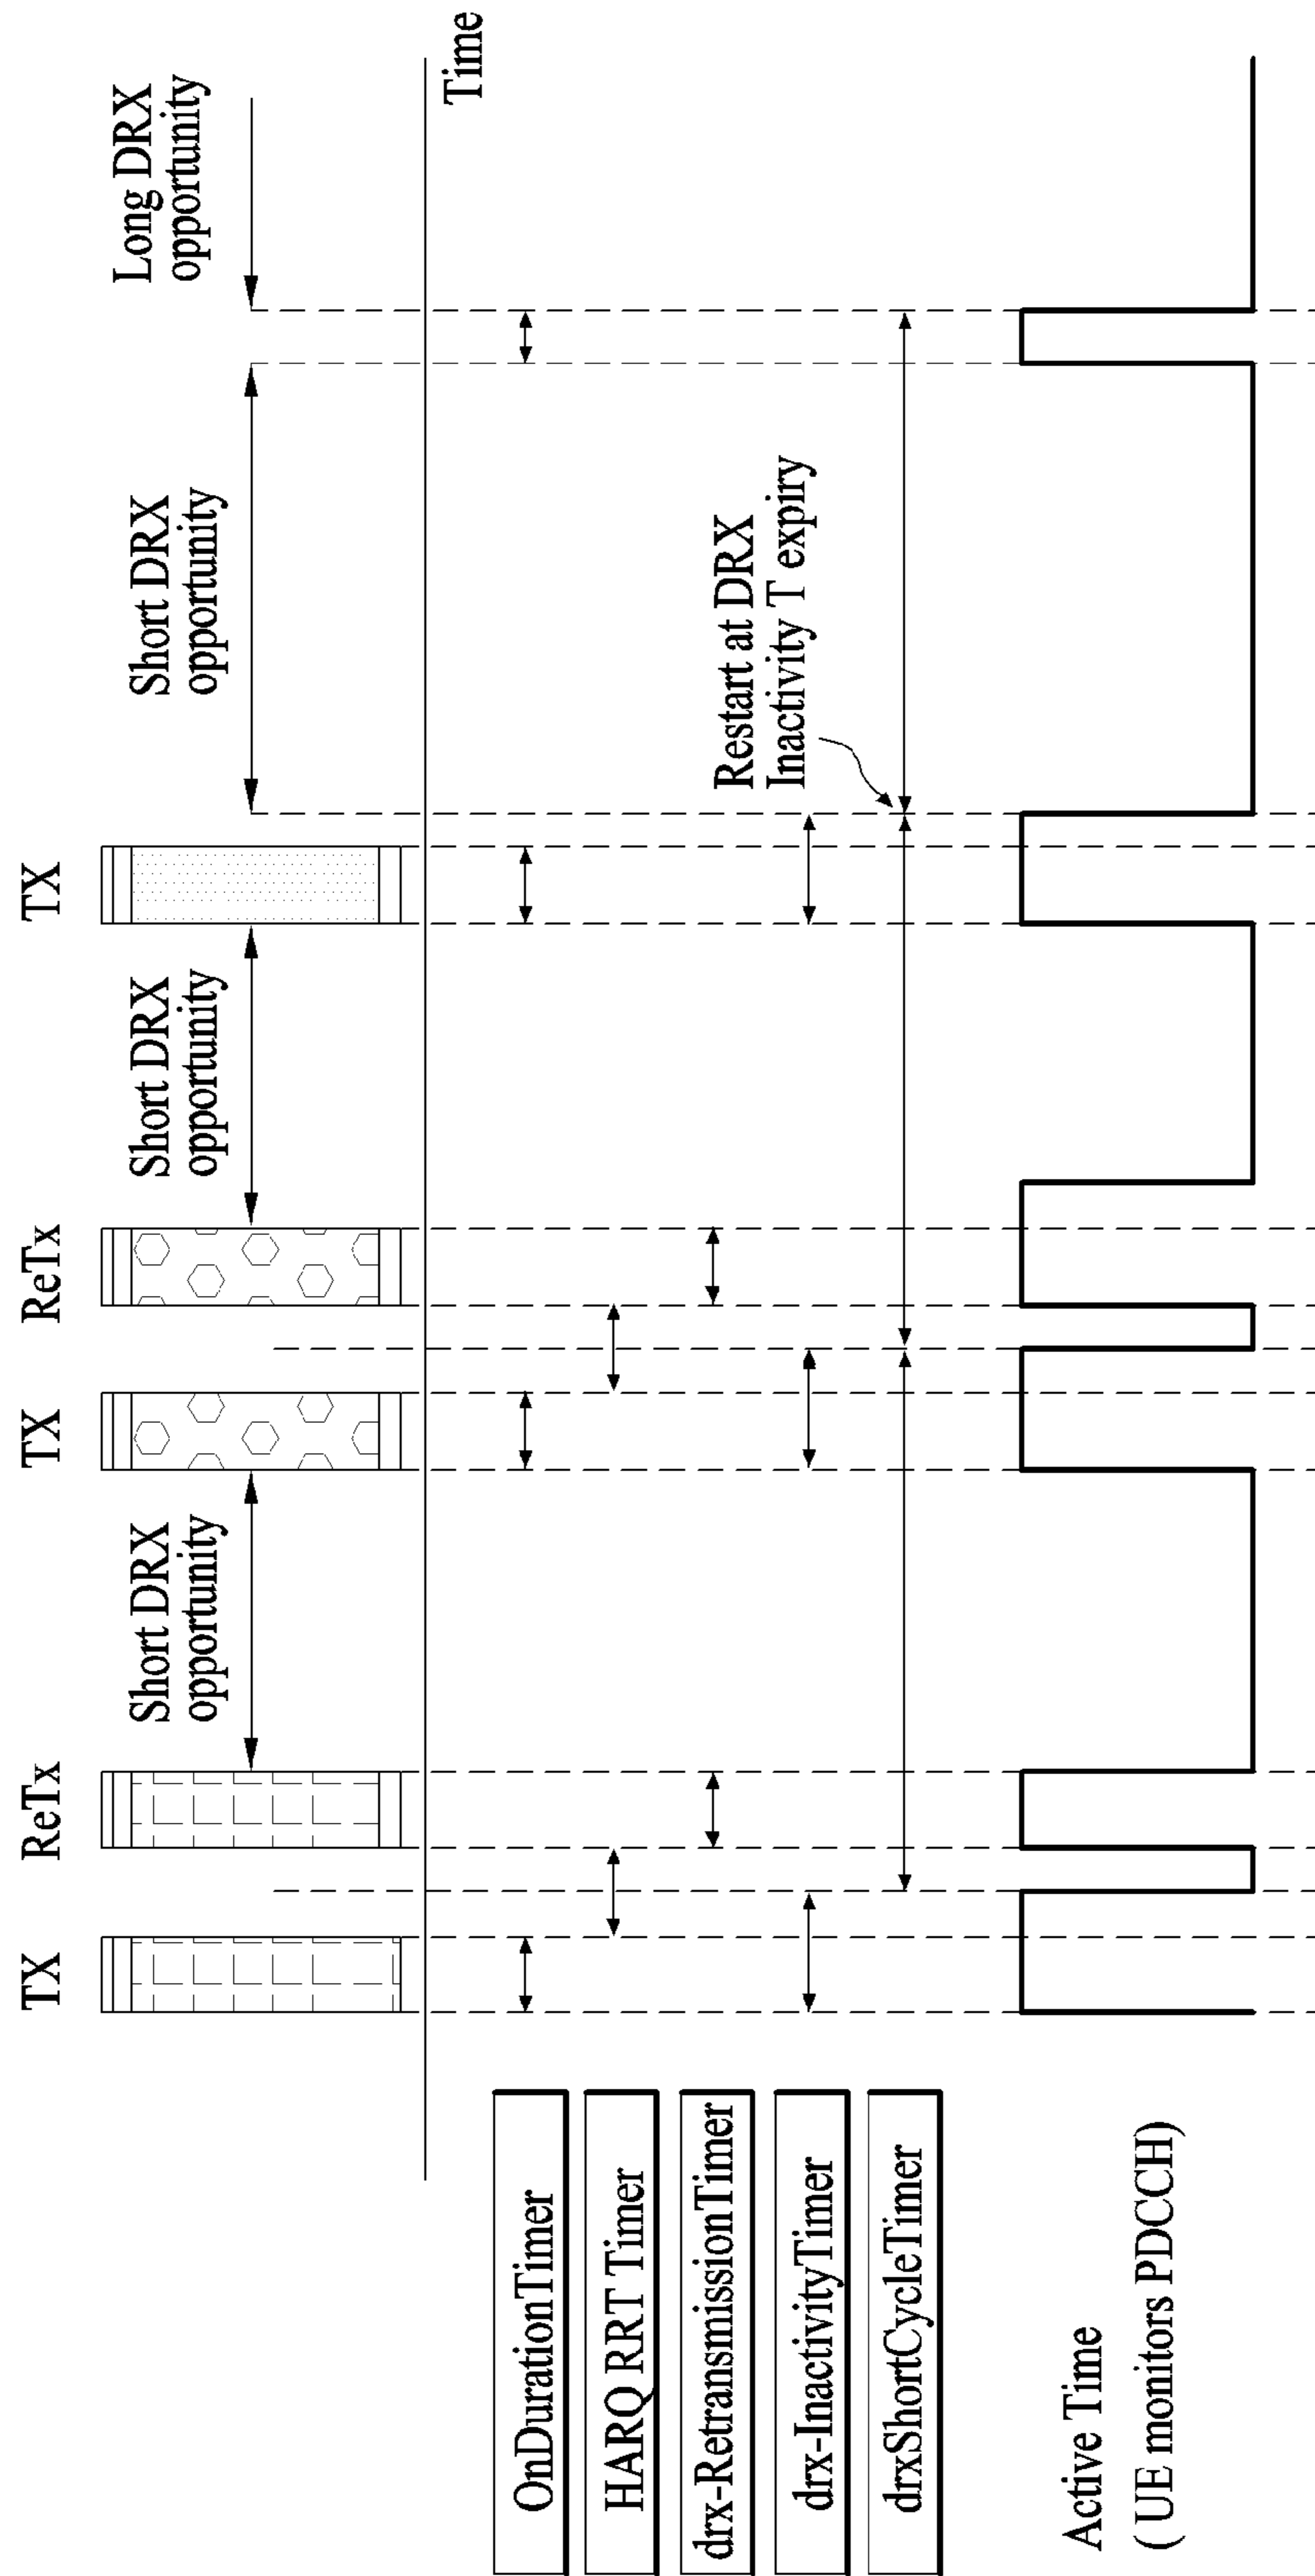 TX
ReTx
Short DRX
opportunity
TX
ReTx
Short DRX
opportunity
TX
Short DRX
opportunity
Long DRX
opportunity
Time
OnDurationTimer
HARQ RRT Timer
drx-RetransmissionTimer
drx-InactivityTimer
drxShortCycleTimer
Restart at DRX
Inactivity T expiry
Active Time
( UE monitors PDCCH)